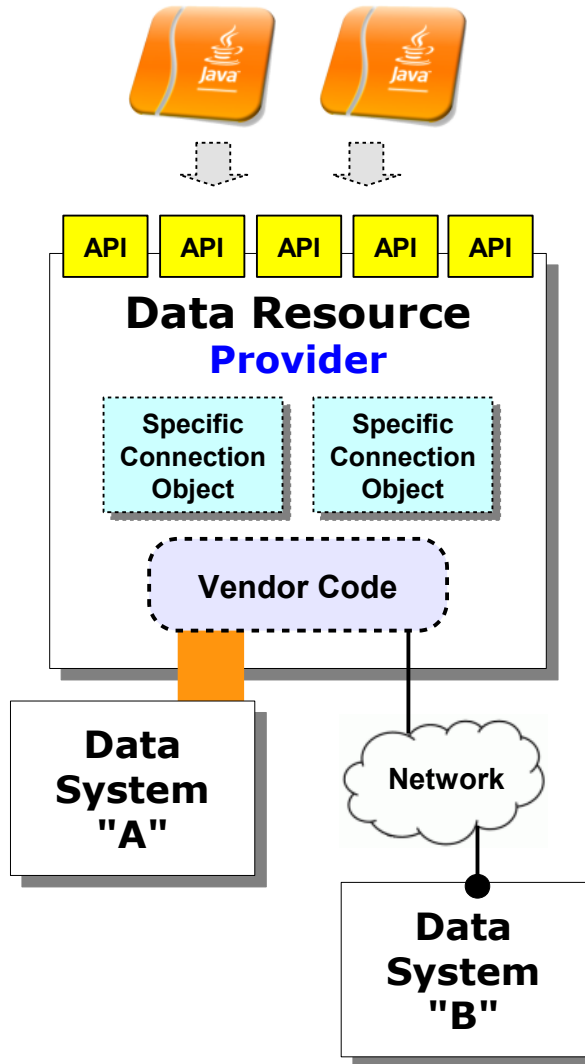 Java
Java
API API API API API
Data Resource
Provider
Specific
Connection
Object
Specific
Connection
Object
Vendor Code
Data
System
"A"
Network
Data
System
"B"